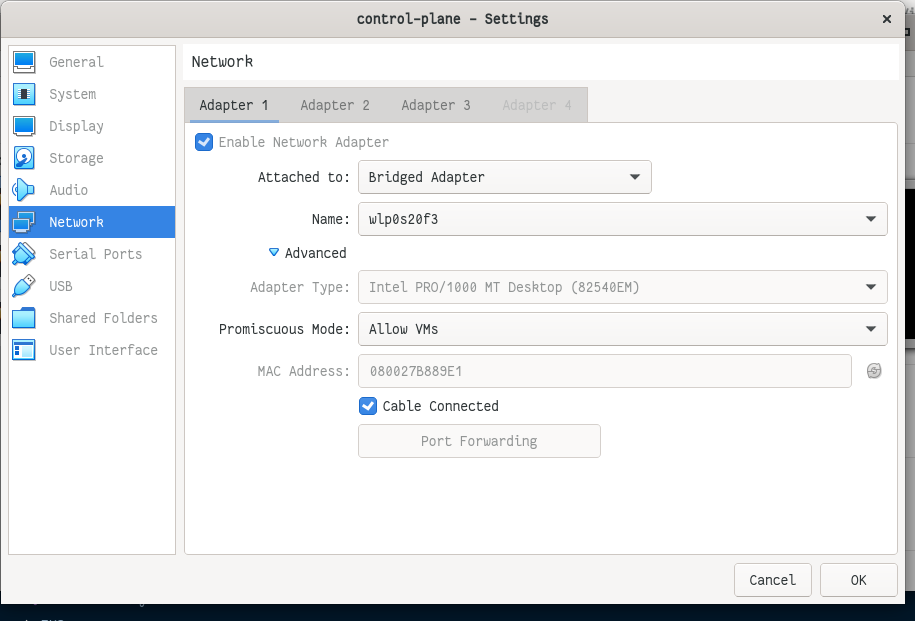 control-plane - Settings
General
System
Display
Storage
Audio
Network
Serial Ports
USB
Shared Folders
User Interface
Network
Adapter 1 Adapter 2 Adapter 3 Adapter 4
Enable Network Adapter
Attached to: Bridged Adapter
Name: wlp0s20f3
Advanced
Adapter Type: Intel PRO/1000 MT Desktop (82540EM)
Promiscuous Mode: Allow VMs
MAC Address: 080027B889E1
Cable Connected
Port Forwarding
Cancel OK